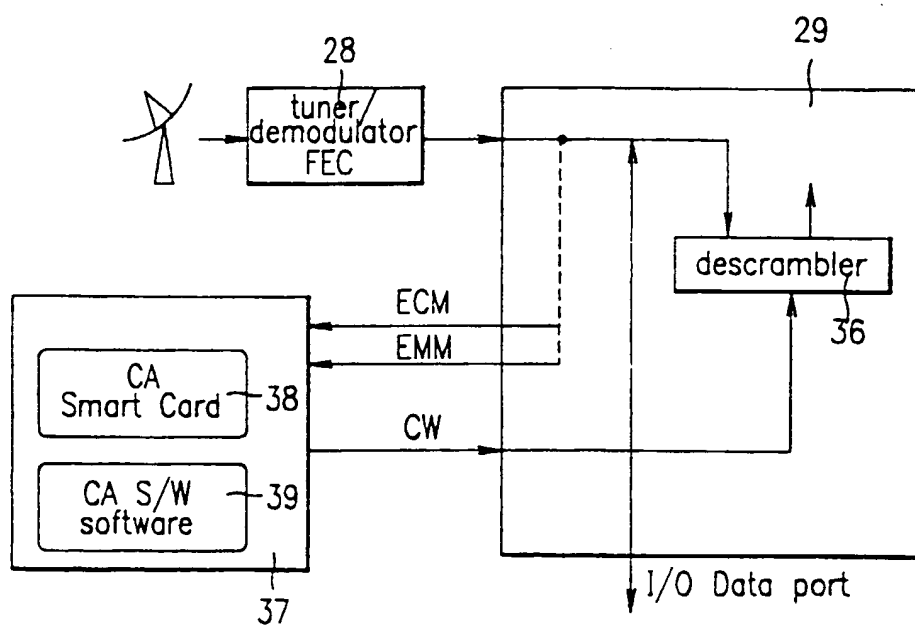 28
29
tuner/
demodulator
FEC
descrambler
36
ECM
EMM
CA
Smart Card
38
CW
CA S/W
software
39
37
I/O Data port